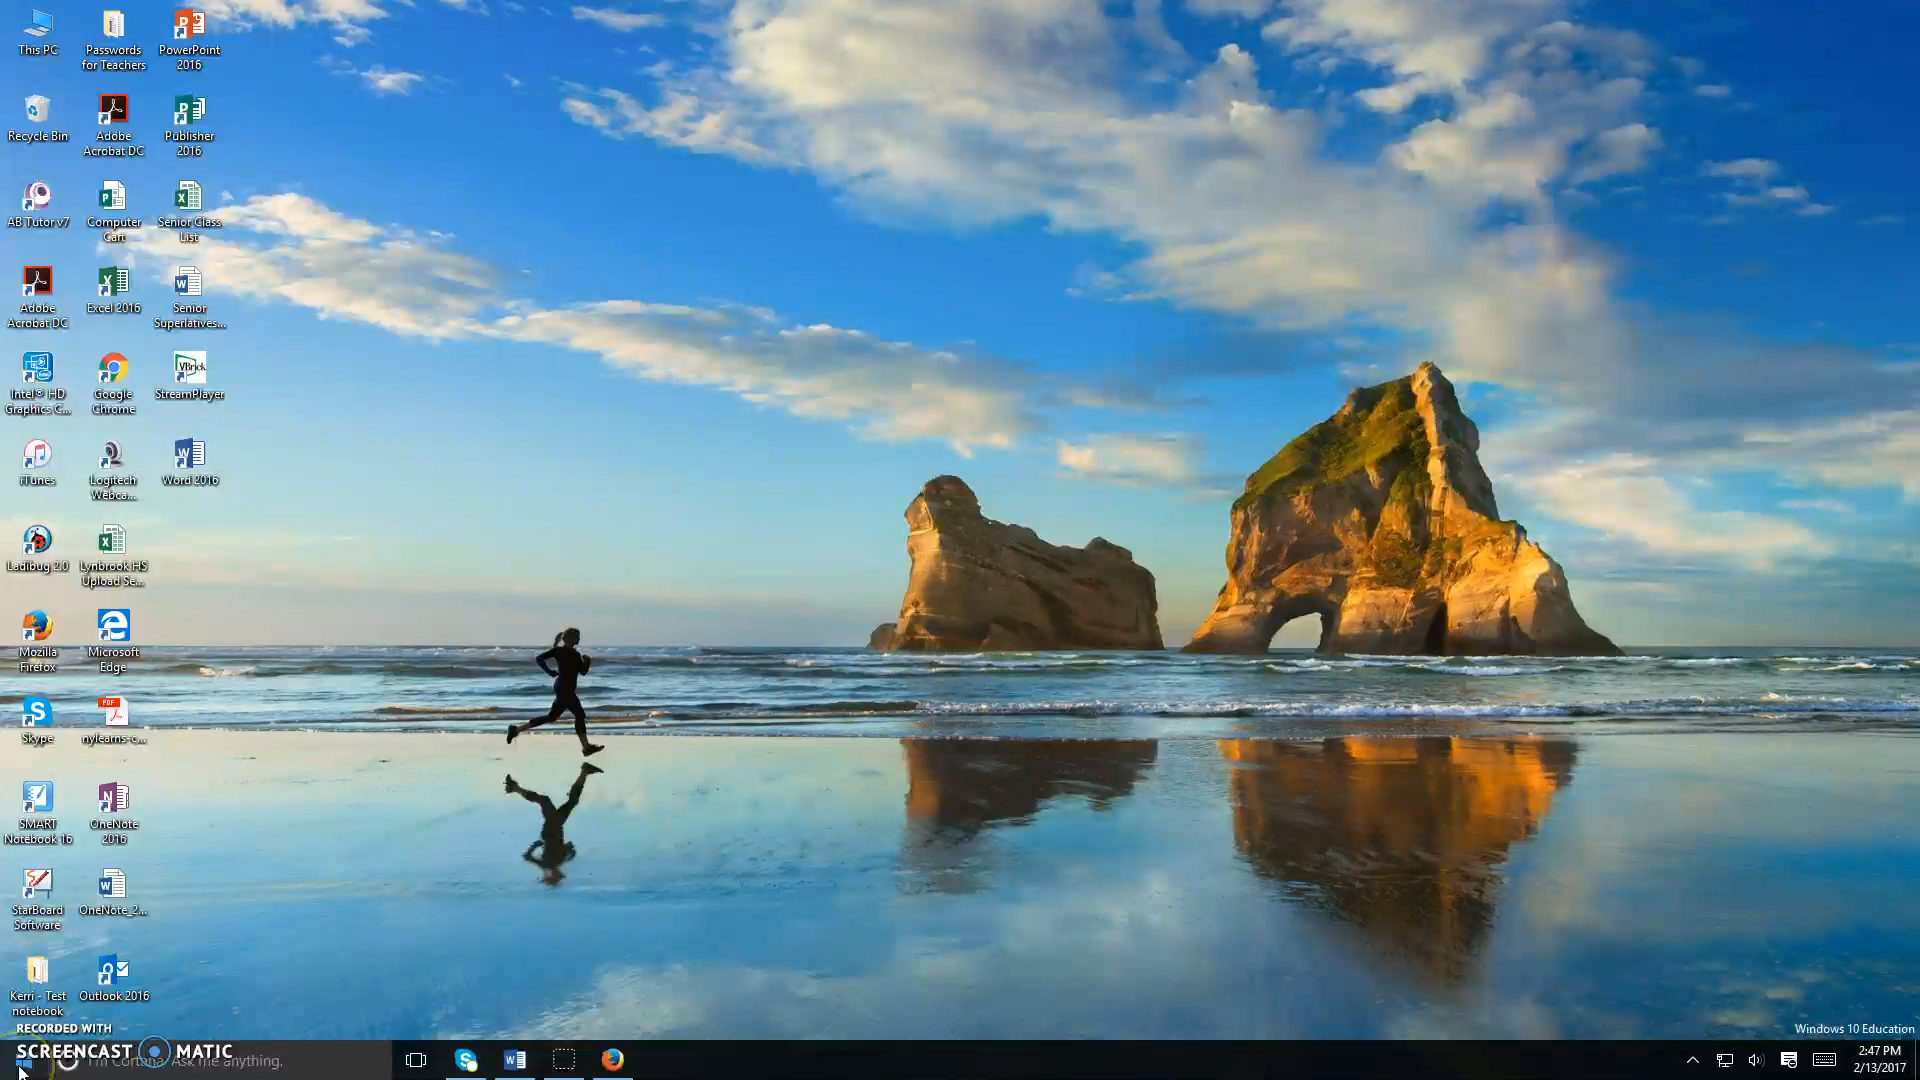 This PC
Passwords
for Teachers
PowerPoint
2016
Recycle Bin
Adobe
Acrobat DC
Publisher
2016
AB Tutor v7
Computer
Cart
Senior Class
List
Adobe
Acrobat DC
Excel 2016
Senior
Superlatives...
Intel® HD
Graphics C...
Google
Chrome
VBrick
StreamPlayer
iTunes
Logitech
Webca...
Word 2016
Ladibug 2.0
Lynbrook HS
Upload Se...
Mozilla
Firefox
Microsoft
Edge
Skype
PDF
nylearns-c...
SMART
Notebook 16
OneNote
2016
StarBoard
Software
OneNote_2...
Kerri - Test
notebook
Outlook 2016
RECORDED WITH
SCREENCAST MATIC
I'm Cortana. Ask me anything.
Windows 10 Education
2:47 PM
2/13/2017